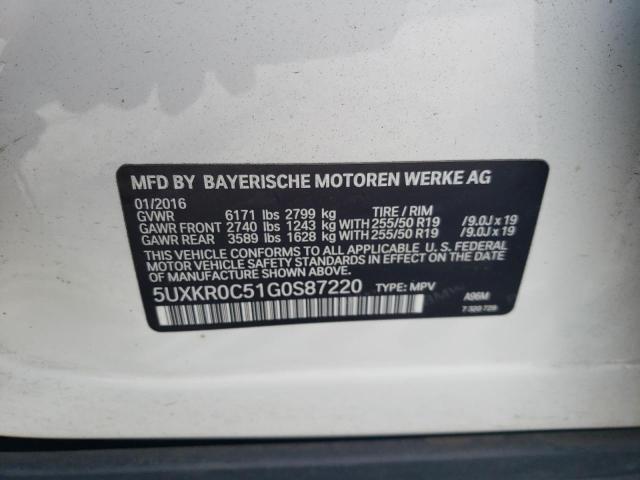 MFD BY BAYERISCHE MOTOREN WERKE AG
01/2016
GVWR 6171 lbs 2799 kg TIRE / RIM
GAWR FRONT 2740 lbs 1243 kg WITH 255/50 R19 /9.0J x 19
GAWR REAR 3589 lbs 1628 kg WITH 255/50 R19 /9.0J x 19
THIS VEHICLE CONFORMS TO ALL APPLICABLE U. S. FEDERAL
MOTOR VEHICLE SAFETY STANDARDS IN EFFECT ON THE
DATE OF MANUFACTURE SHOWN ABOVE.
5UXKR0C51G0S87220 TYPE: MPV A96M
7 320 726